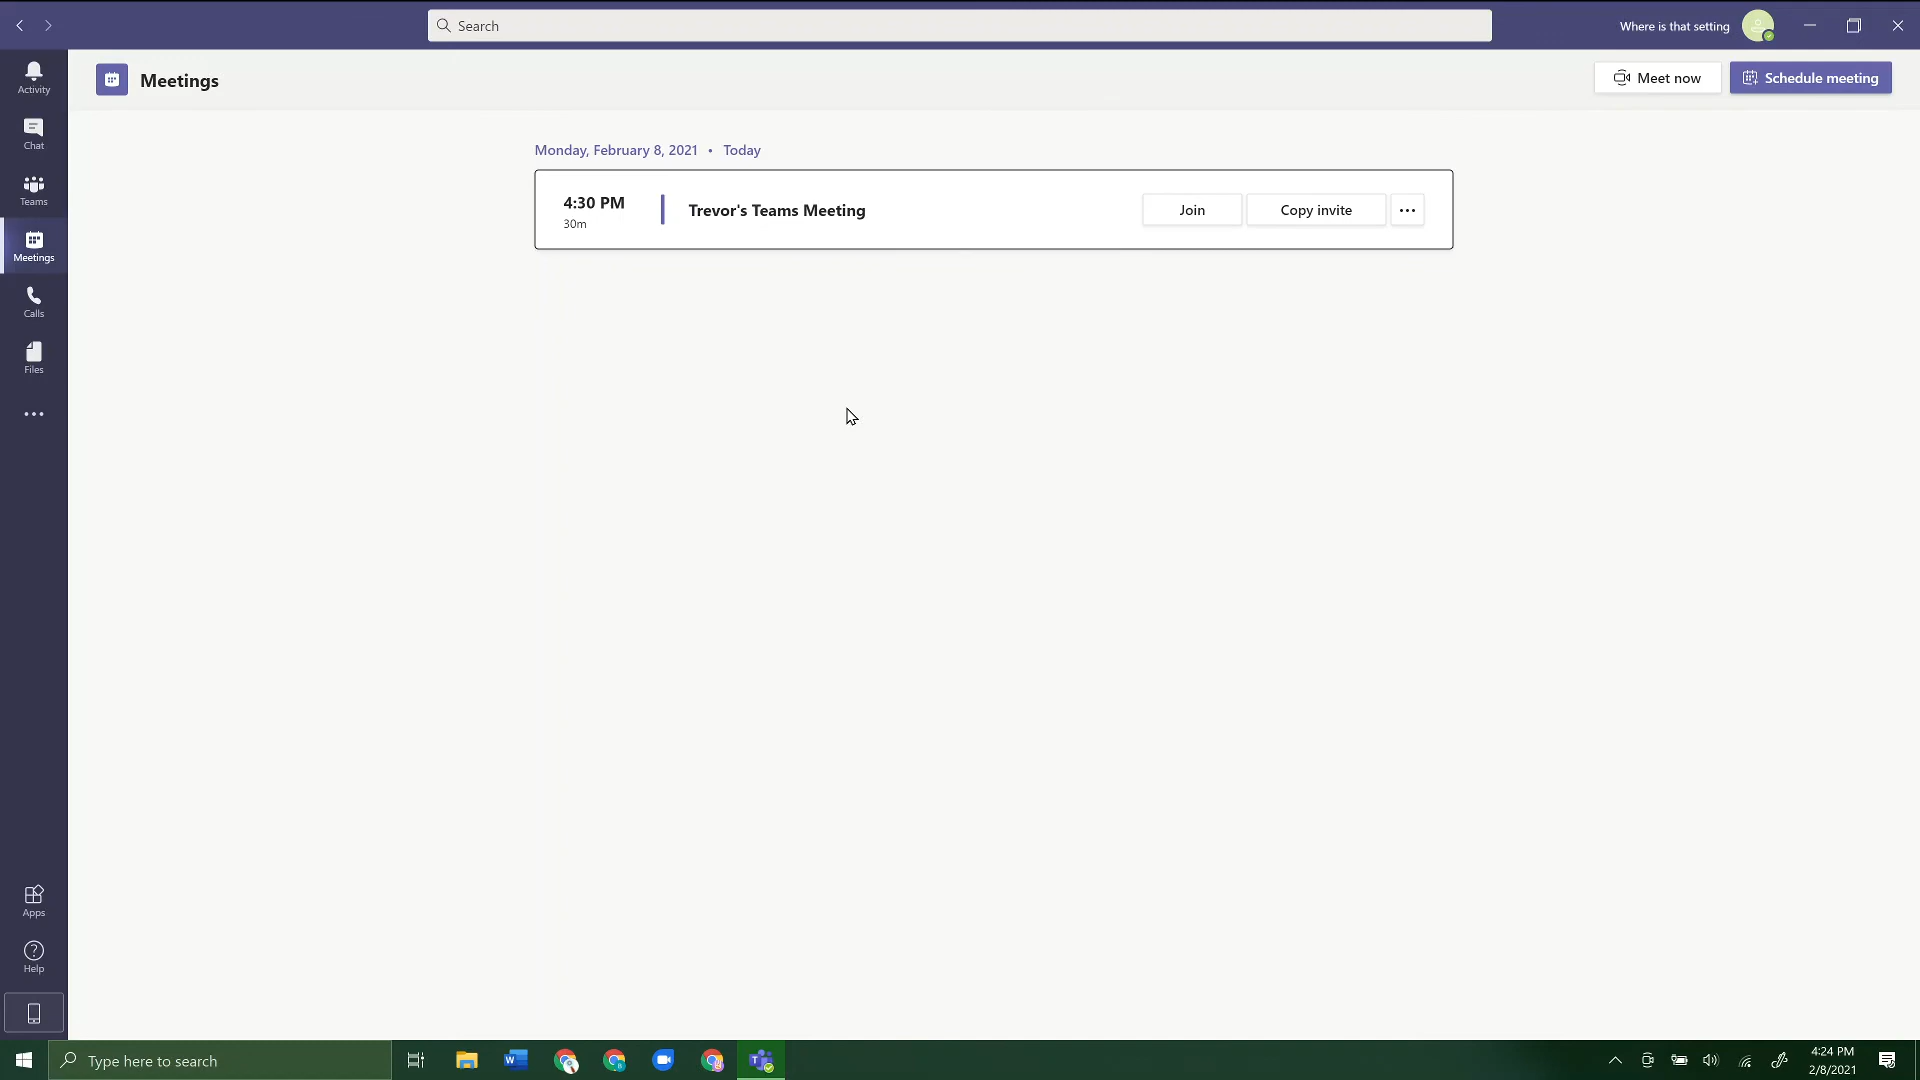 Search
Where is that setting
Activity
Chat
Teams
Meetings
Calls
Files
Apps
Help
Meetings
Meet now
Schedule meeting
Monday, February 8, 2021 • Today
4:30 PM
30m
Trevor's Teams Meeting
Join
Copy invite
Type here to search
4:24 PM
2/8/2021